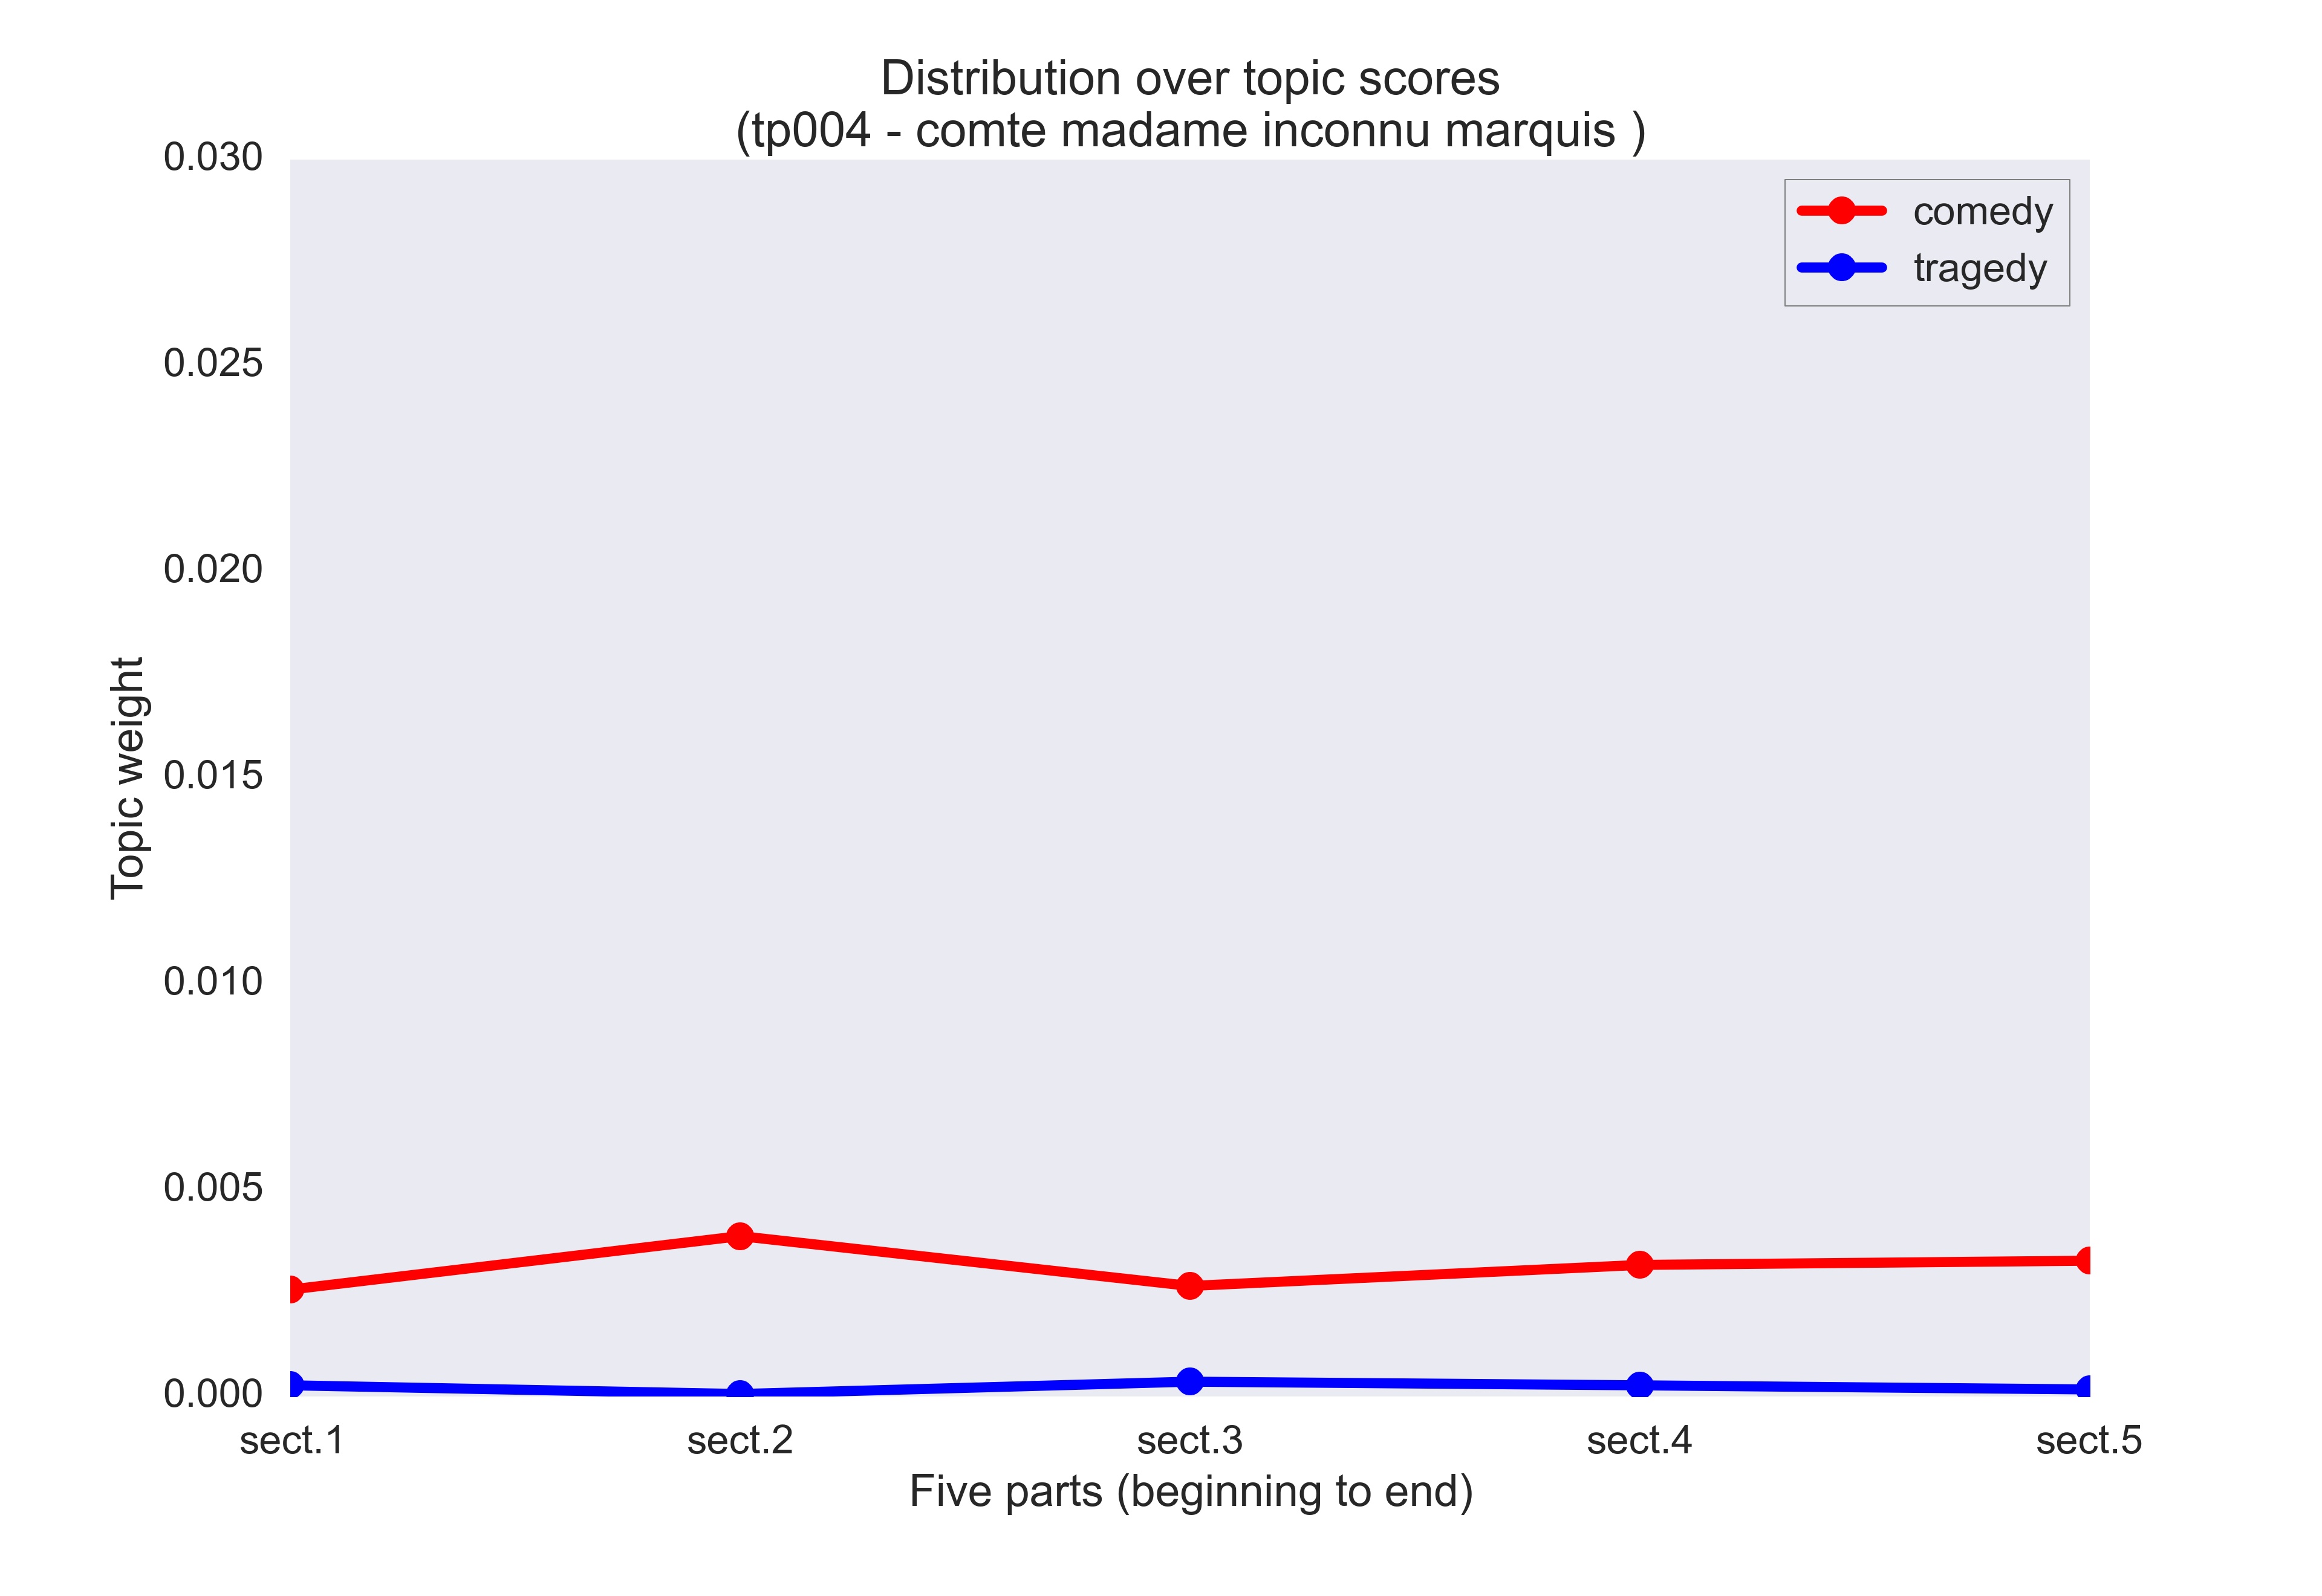 Distribution over topic scores
(tp004 - comte madame inconnu marquis )
0.030
0.025
0.020
0.015
0.010
0.005
0.000
Topic weight
comedy
tragedy
sect.1 sect.2 sect.3 sect.4 sect.5
Five parts (beginning to end)